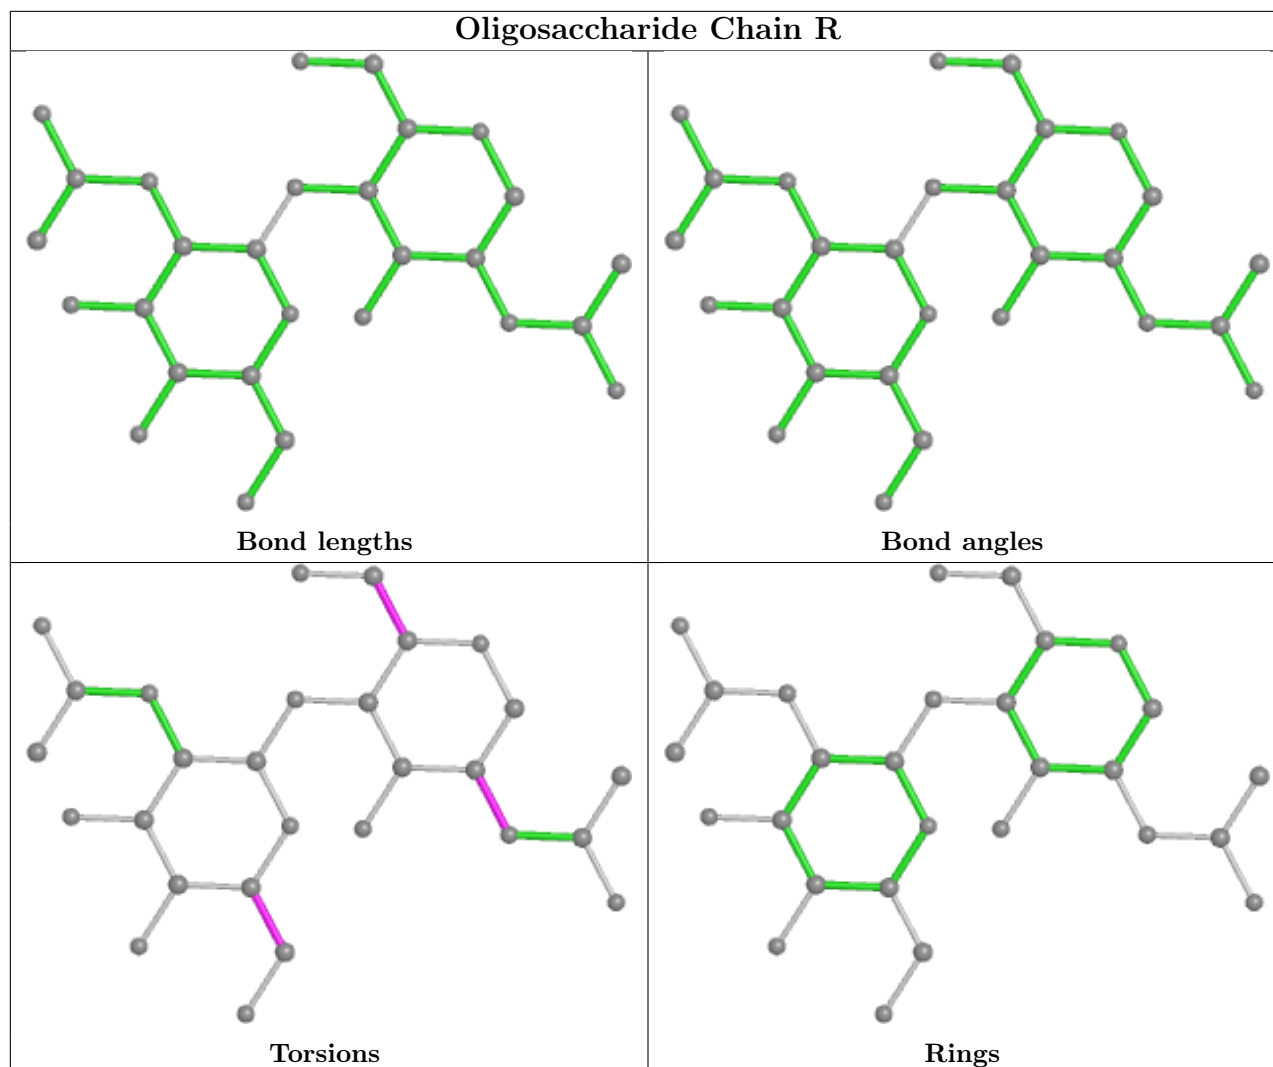 Oligosaccharide Chain R
Bond lengths
Bond angles
Torsions
Rings